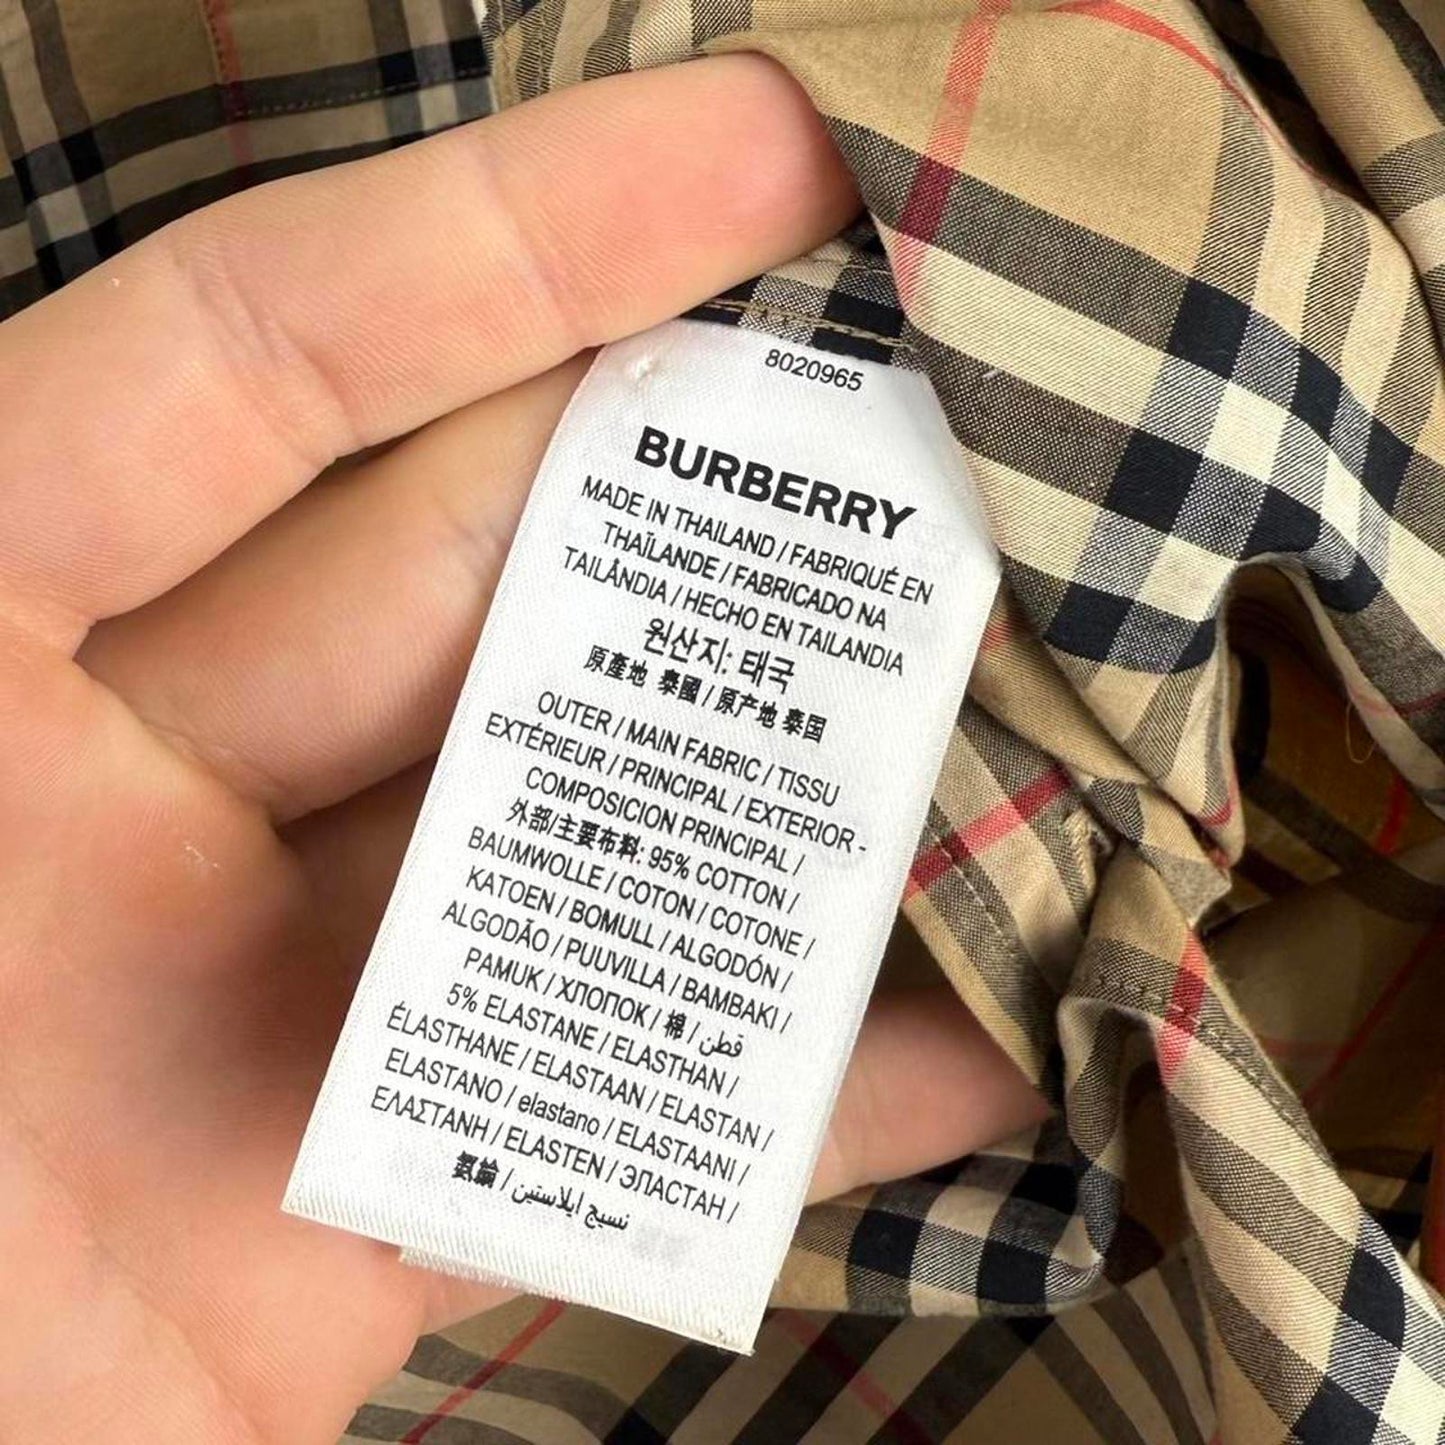 8020965
BURBERRY
MADE IN THAILAND / FABRIQUÉ EN
THAÏLANDE / FABRICADO NA
TAILÂNDIA / HECHO EN TAILANDIA
원산지: 태국
原產地 泰國 / 原产地 泰国
OUTER / MAIN FABRIC / TISSU
EXTÉRIEUR / PRINCIPAL / EXTERIOR -
COMPOSICION PRINCIPAL /
外部/主要布料: 95% COTTON /
BAUMWOLLE / COTON / COTONE /
KATOEN / BOMULL / ALGODÓN /
ALGODÃO / PUUVILLA / BAMBAKI /
PAMUK / ХЛОПОК / 棉 / قطن
5% ELASTANE / ELASTHAN /
ÉLASTHANE / ELASTAAN / ELASTAN /
ELASTANO / elastano / ELASTAANI /
ΕΛΑΣΤΑΝΗ / ELASTEN / ЭЛАСТАН /
氨綸 / نسيج ايلاستين